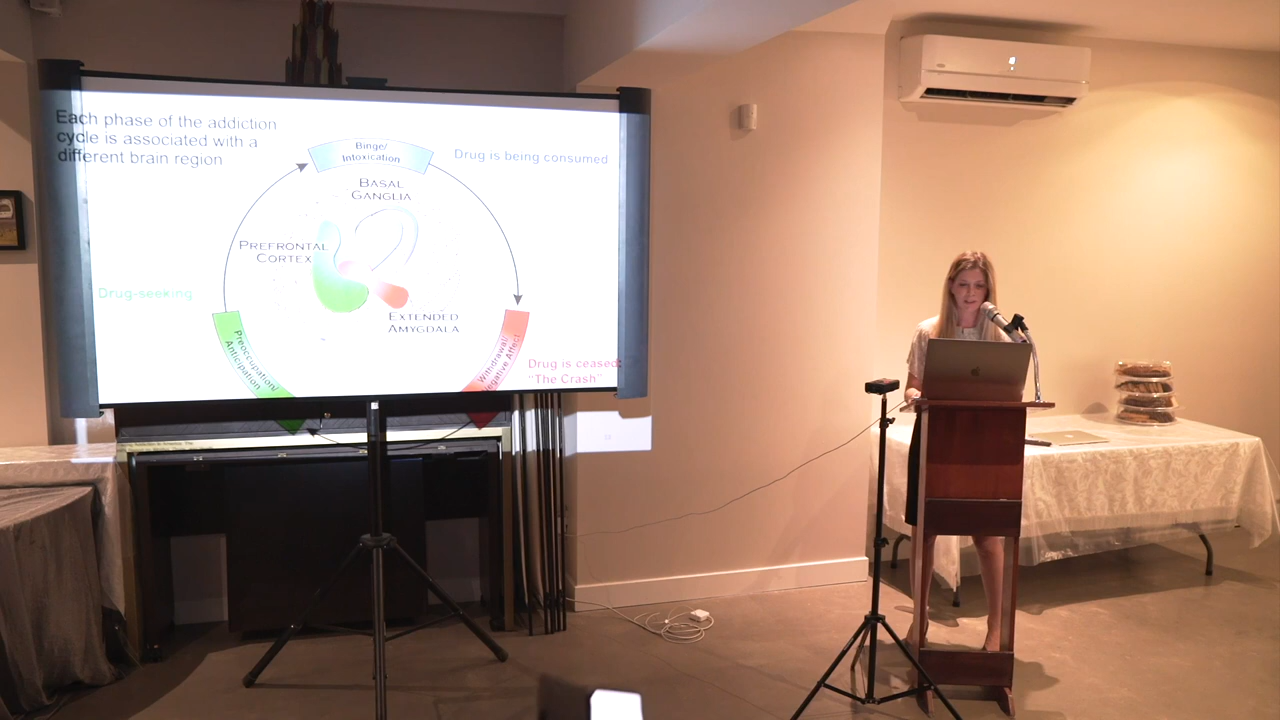 Each phase of the addiction
cycle is associated with a
different brain region
Binge/
Intoxication
Drug is being consumed
BASAL
GANGLIA
PREFRONTAL
CORTEX
Drug-seeking
EXTENDED
AMYGDALA
Preoccupation/
Anticipation
Withdrawal/
Negative Affect
Drug is ceased:
"The Crash"